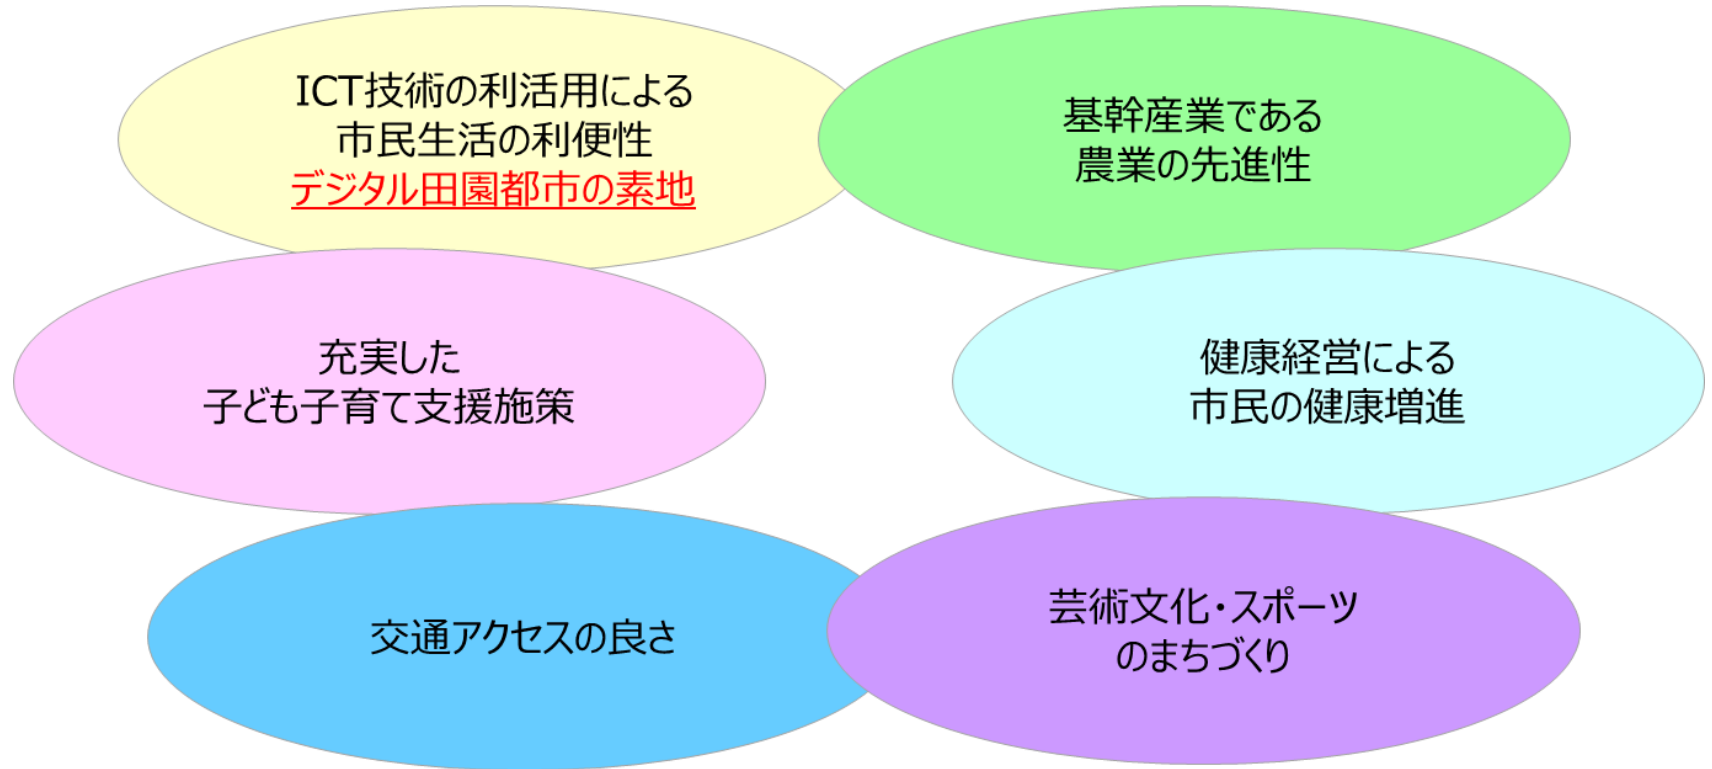 ICT技術の利活用による
市民生活の利便性
デジタル田園都市の素地
基幹産業である
農業の先進性
充実した
子ども子育て支援施策
健康経営による
市民の健康増進
交通アクセスの良さ
芸術文化・スポーツ
のまちづくり